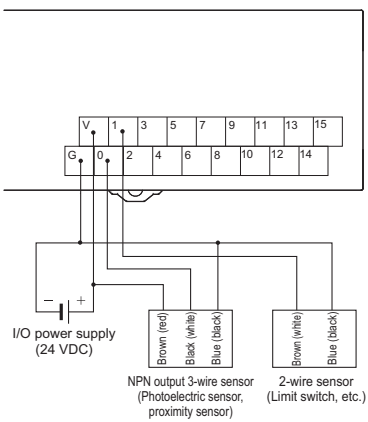 V 1 3 5 7 9 11 13 15
G 0 2 4 6 8 10 12 14
− +
I/O power supply
(24 VDC)
Brown (red)
Black (white)
Blue (black)
Brown (white)
Blue (black)
NPN output 3-wire sensor
(Photoelectric sensor,
proximity sensor)
2-wire sensor
(Limit switch, etc.)